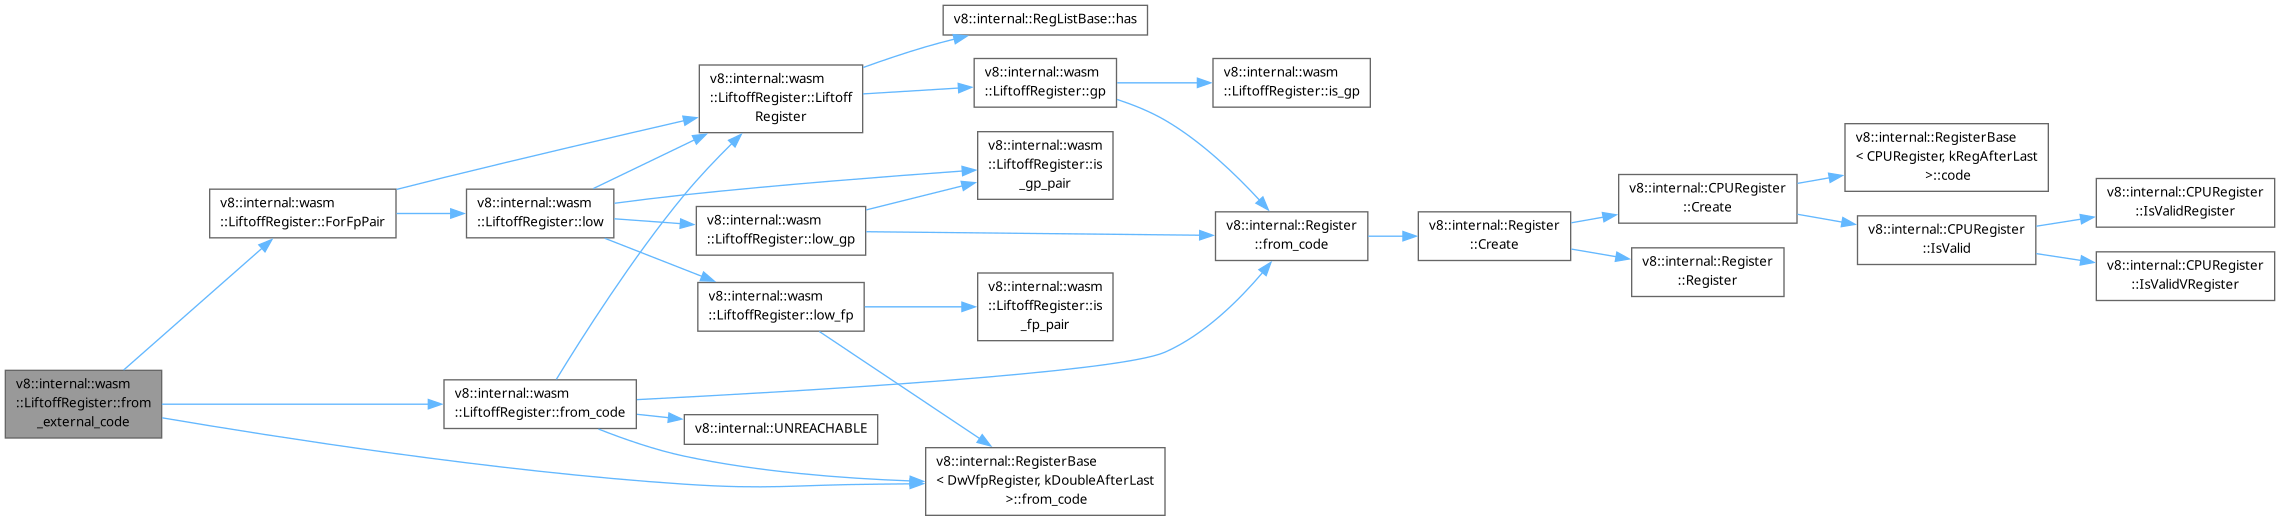 v8::internal::RegListBase::has
v8::internal::wasm
::LiftoffRegister::Liftoff
Register
v8::internal::wasm
::LiftoffRegister::gp
v8::internal::wasm
::LiftoffRegister::is_gp
v8::internal::wasm
::LiftoffRegister::is
_gp_pair
v8::internal::RegisterBase
< CPURegister, kRegAfterLast
>::code
v8::internal::wasm
::LiftoffRegister::ForFpPair
v8::internal::wasm
::LiftoffRegister::low
v8::internal::wasm
::LiftoffRegister::low_gp
v8::internal::Register
::from_code
v8::internal::Register
::Create
v8::internal::CPURegister
::Create
v8::internal::Register
::Register
v8::internal::CPURegister
::IsValid
v8::internal::CPURegister
::IsValidRegister
v8::internal::CPURegister
::IsValidVRegister
v8::internal::wasm
::LiftoffRegister::low_fp
v8::internal::wasm
::LiftoffRegister::is
_fp_pair
v8::internal::wasm
::LiftoffRegister::from
_external_code
v8::internal::wasm
::LiftoffRegister::from_code
v8::internal::UNREACHABLE
v8::internal::RegisterBase
< DwVfpRegister, kDoubleAfterLast
>::from_code